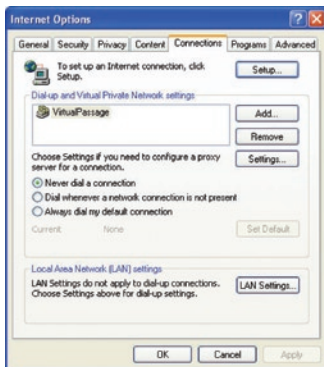 Internet Options
General Security Privacy Content Connections Programs Advanced
To set up an Internet connection, click
Setup.
Setup...
Dial-up and Virtual Private Network settings
VirtualPassage
Add...
Remove
Choose Settings if you need to configure a proxy
server for a connection.
Settings...
Never dial a connection
Dial whenever a network connection is not present
Always dial my default connection
Current None
Set Default
Local Area Network (LAN) settings
LAN Settings do not apply to dial-up connections.
Choose Settings above for dial-up settings.
LAN Settings...
OK Cancel Apply